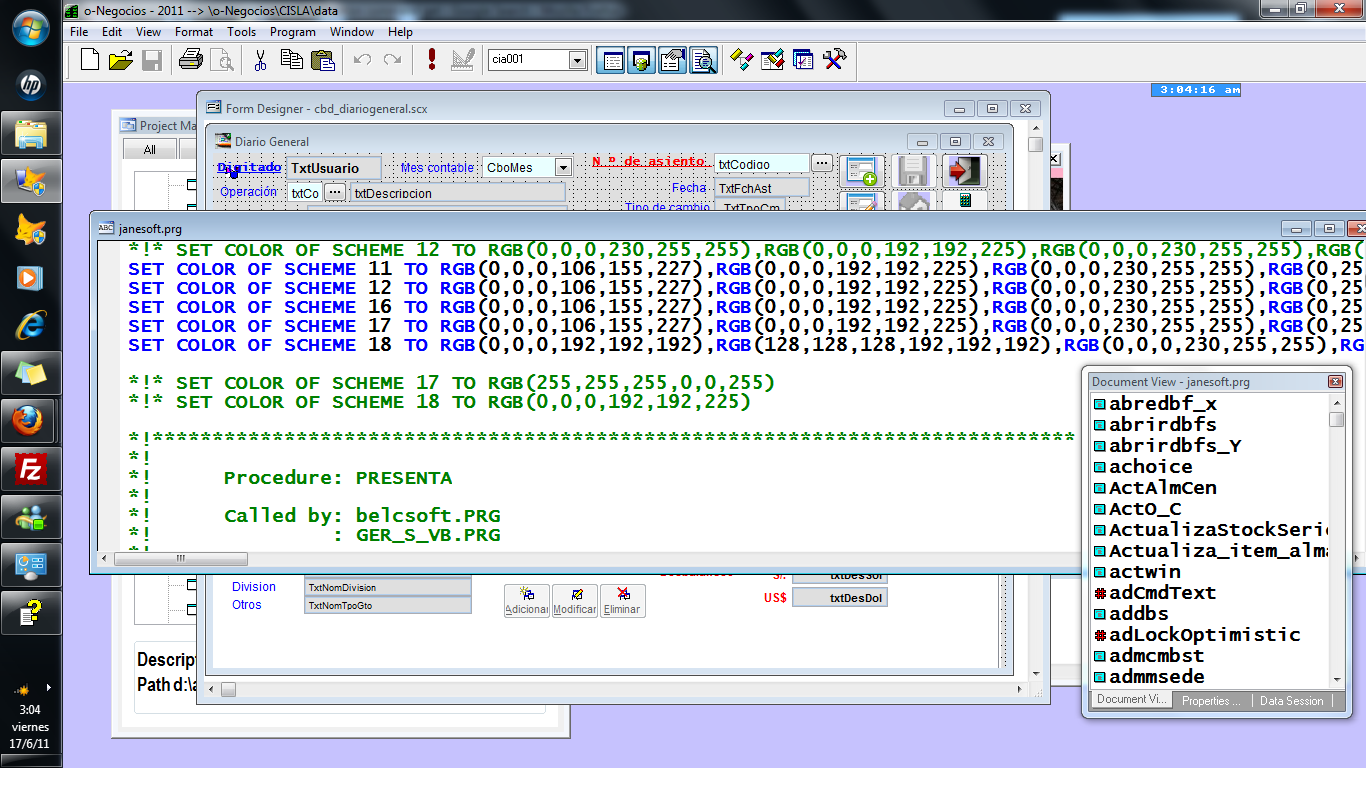 o-Negocios - 2011 --> \o-Negocios\CISLA\data
File Edit View Format Tools Program Window Help
cia001
3:04:16 am
Form Designer - cbd_diariogeneral.scx
Project Ma
All
Diario General
Digitado TxtUsuario Mes contable CboMes N º de asiento txtCodigo ...
Operación txtCo ... txtDescripcion Fecha TxtFchAst
Tipo de cambio TxtTpoCm
janesoft.prg
*!* SET COLOR OF SCHEME 12 TO RGB(0,0,0,230,255,255),RGB(0,0,0,192,192,225),RGB(0,0,0,230,255,255),RGB(
SET COLOR OF SCHEME 11 TO RGB(0,0,0,106,155,227),RGB(0,0,0,192,192,225),RGB(0,0,0,230,255,255),RGB(0,25
SET COLOR OF SCHEME 12 TO RGB(0,0,0,106,155,227),RGB(0,0,0,192,192,225),RGB(0,0,0,230,255,255),RGB(0,25
SET COLOR OF SCHEME 16 TO RGB(0,0,0,106,155,227),RGB(0,0,0,192,192,225),RGB(0,0,0,230,255,255),RGB(0,25
SET COLOR OF SCHEME 17 TO RGB(0,0,0,106,155,227),RGB(0,0,0,192,192,225),RGB(0,0,0,230,255,255),RGB(0,25
SET COLOR OF SCHEME 18 TO RGB(0,0,0,192,192,192),RGB(128,128,128,192,192,192),RGB(0,0,0,230,255,255),RG
*!* SET COLOR OF SCHEME 17 TO RGB(255,255,255,0,0,255)
*!* SET COLOR OF SCHEME 18 TO RGB(0,0,0,192,192,225)
*!*****************************************************************************
*!
*! Procedure: PRESENTA
*!
*! Called by: belcsoft.PRG
*! : GER_S_VB.PRG
*!
Document View - janesoft.prg
abredbf_x
abrirdbfs
abrirdbfs_Y
achoice
ActAlmCen
ActO_C
ActualizaStockSeri
Actualiza_item_alma
actwin
adCmdText
addbs
adLockOptimistic
admcmbst
admmsede
Document Vi... Properties ... Data Session
S/. txtDesSol
Division TxtNomDivision
Otros TxtNomTpoGto
Adicionar Modificar Eliminar
US$ txtDesDol
Descript
Path d:\a
3:04
viernes
17/6/11